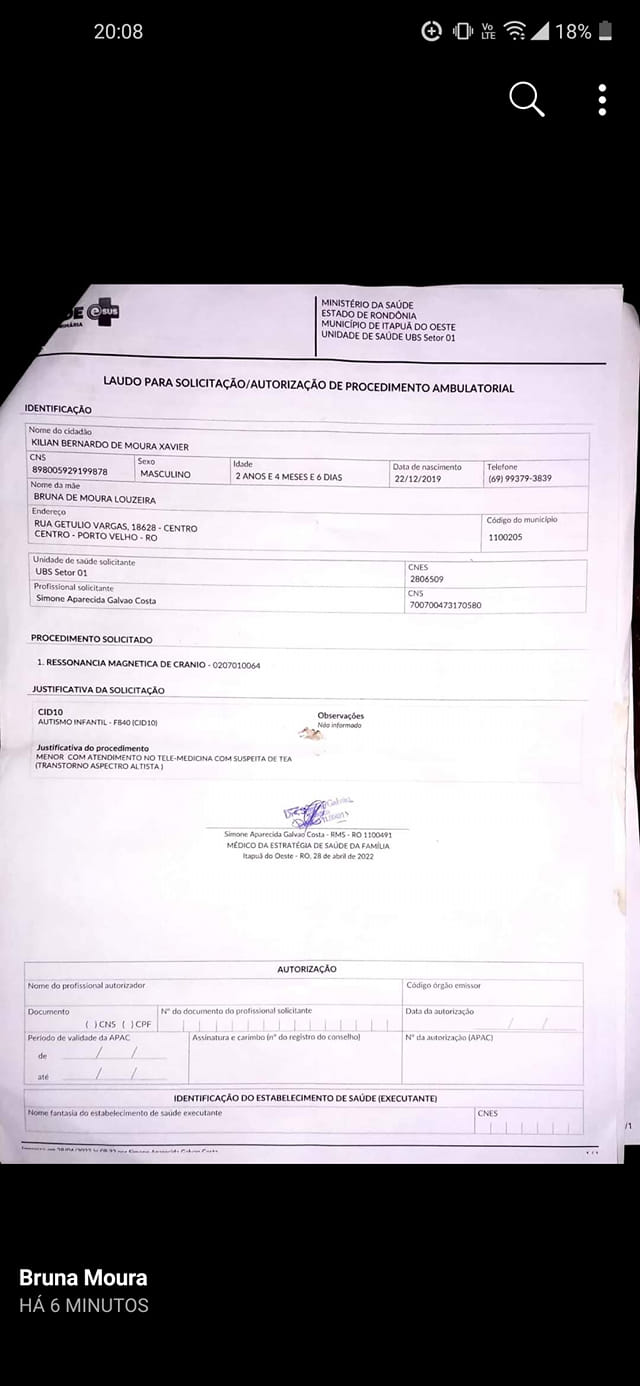 20:08
Vo
LTE
18%
DE eSUS
MINISTÉRIO DA SAÚDE
ESTADO DE RONDÔNIA
MUNICÍPIO DE ITAPUÃ DO OESTE
UNIDADE DE SAÚDE UBS Setor 01
LAUDO PARA SOLICITAÇÃO/AUTORIZAÇÃO DE PROCEDIMENTO AMBULATORIAL
IDENTIFICAÇÃO
Nome do cidadão
KILIAN BERNARDO DE MOURA XAVIER
CNS Sexo Idade Data de nascimento Telefone
898005929199878 MASCULINO 2 ANOS E 4 MESES E 6 DIAS 22/12/2019 (69) 99379-3839
Nome da mãe
BRUNA DE MOURA LOUZEIRA
Endereço Código do município
RUA GETULIO VARGAS, 18628 - CENTRO
CENTRO - PORTO VELHO - RO 1100205
Unidade de saúde solicitante CNES
UBS Setor 01 2806509
Profissional solicitante CNS
Simone Aparecida Galvao Costa 700700473170580
PROCEDIMENTO SOLICITADO
1. RESSONANCIA MAGNETICA DE CRANIO - 0207010064
JUSTIFICATIVA DA SOLICITAÇÃO
CID10 Observações
AUTISMO INFANTIL - F840 (CID10) Não informado
Justificativa do procedimento
MENOR COM ATENDIMENTO NO TELE-MEDICINA COM SUSPEITA DE TEA
(TRANSTORNO ASPECTRO ALTISTA )
Simone Aparecida Galvao Costa - RMS - RO 1100491
MÉDICO DA ESTRATÉGIA DE SAÚDE DA FAMÍLIA
Itapuã do Oeste - RO, 28 de abril de 2022
AUTORIZAÇÃO
Nome do profissional autorizador Código órgão emissor
Documento Nº do documento do profissional solicitante Data da autorização
( )CNS ( )CPF / /
Período de validade da APAC Assinatura e carimbo (nº do registro do conselho) Nº da autorização (APAC)
de / /
até / /
IDENTIFICAÇÃO DO ESTABELECIMENTO DE SAÚDE (EXECUTANTE)
Nome fantasia do estabelecimento de saúde executante CNES
/1
Bruna Moura
HÁ 6 MINUTOS